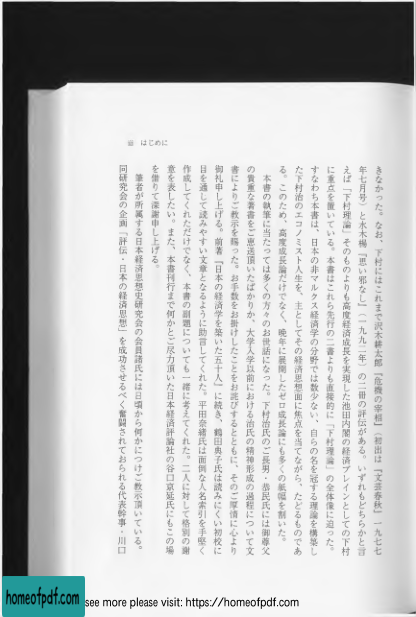 iii はじめに
きなかった。なお、下村にはこれまで沢木耕太郎『危機の宰相』(初出は『文芸春秋』一九七七
年七月号)と水木楊『思い邪なし』(一九九二年)の二冊の評伝がある。いずれもどちらかと言
えば「下村理論」そのものよりも高度経済成長を実現した池田内閣の経済ブレインとしての下村
に重点を置いている。本書はこれら先行の二書よりも直接的に「下村理論」の全体像に迫った。
すなわち本書は、日本の非マルクス経済学の分野では数少ない、自らの名を冠する理論を構築し
た下村治のエコノミスト人生を、主としてその経済思想面に焦点を当てながら、たどるものであ
る。このため、高度成長論だけでなく、晩年に展開したゼロ成長論にも多くの紙幅を割いた。
本書の執筆に当たっては多くの方々のお世話になった。下村治氏のご長男・恭民氏には御尊父
の貴重な著書をご恵送頂いたばかりか、大学入学以前における治氏の精神形成の過程について文
書によりご教示を賜った。お手数をお掛けしたことをお詫びするとともに、そのご厚情に心より
御礼申し上げる。前著『日本の経済学を築いた五十人』に続き、鶴田典子氏は読みにくい初校に
目を通して読みやすい文章となるように助言してくれた。平田奈緒氏は面倒な人名索引を手堅く
作成してくれただけでなく、本書の副題についても一緒に考えてくれた。二人に対して格別の謝
意を表したい。また、本書刊行まで何かとご尽力頂いた日本経済評論社の谷口京延氏にもこの場
を借りて深謝申し上げる。
筆者が所属する日本経済思想史研究会の会員諸氏には日頃から何かにつけご教示頂いている。
同研究会の企画「評伝・日本の経済思想」を成功させるべく奮闘されておられる代表幹事・川口
homeofpdf.com
see more please visit: https://homeofpdf.com